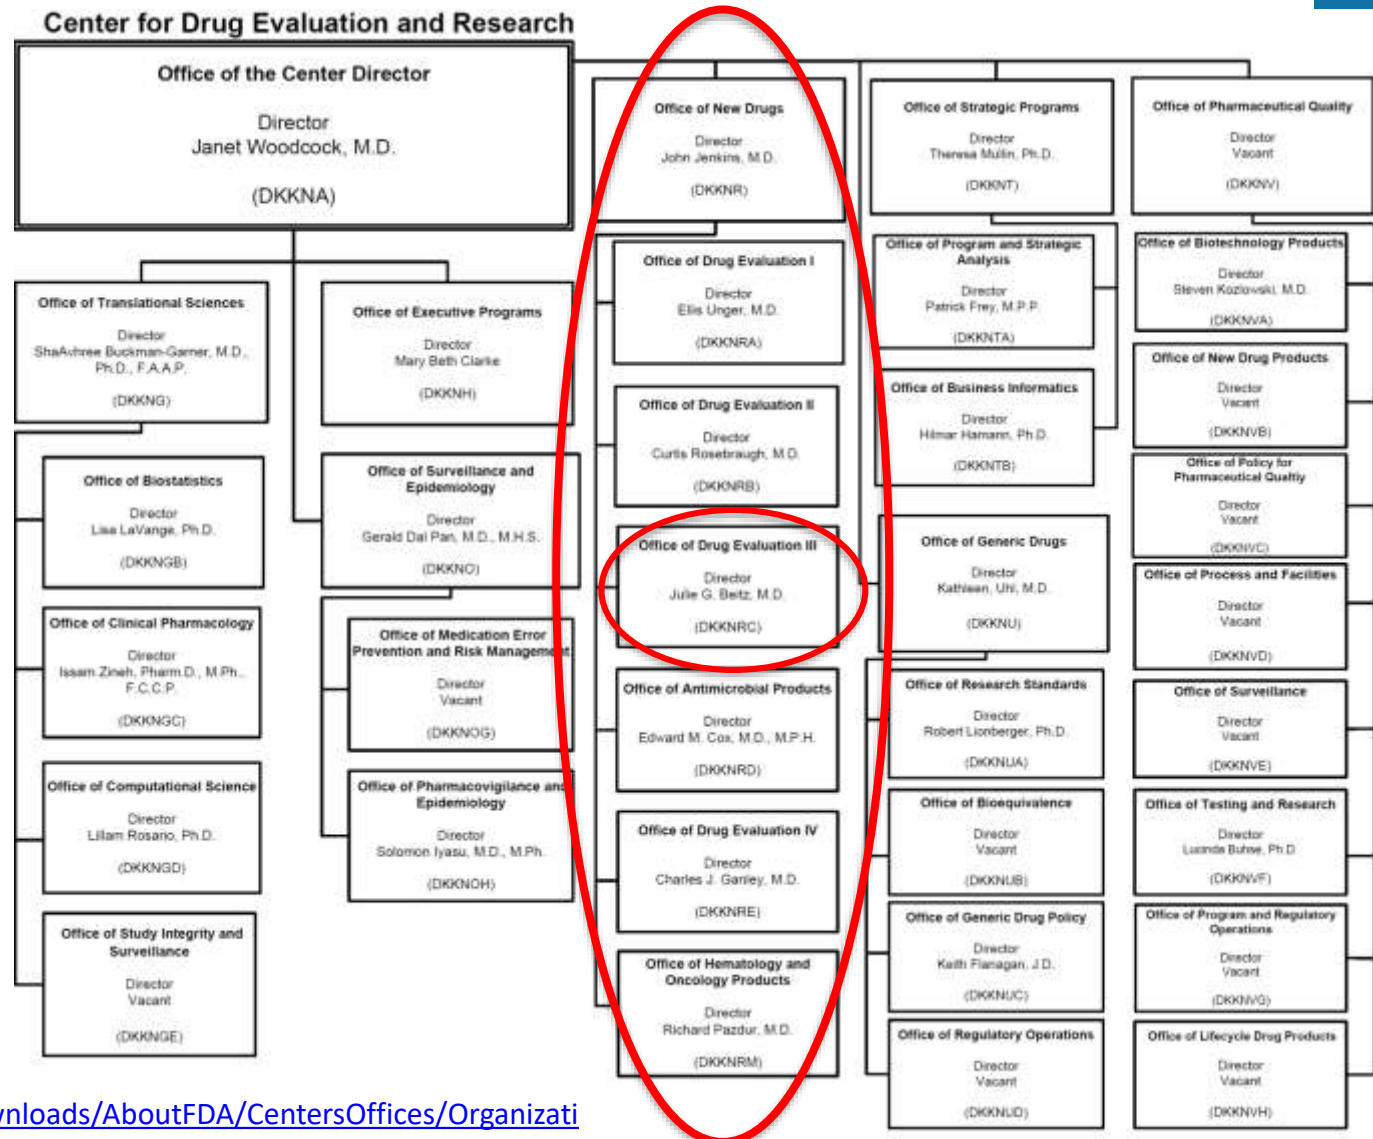 Center for Drug Evaluation and Research
Office of the Center Director
Director
Janet Woodcock, M.D.
(DKKNA)
Office of Translational Sciences
Director
ShaAvhree Buckman-Garner, M.D.,
Ph.D., F.A.A.P.
(DKKNG)
Office of Biostatistics
Director
Lisa LaVange, Ph.D.
(DKKNGB)
Office of Clinical Pharmacology
Director
Issam Zineh, Pharm.D., M.Ph.,
F.C.C.P.
(DKKNGC)
Office of Computational Science
Director
Lillam Rosario, Ph.D.
(DKKNGD)
Office of Study Integrity and
Surveillance
Director
Vacant
(DKKNGE)
Office of Executive Programs
Director
Mary Beth Clarke
(DKKNH)
Office of Surveillance and
Epidemiology
Director
Gerald Dal Pan, M.D., M.H.S.
(DKKNO)
Office of Medication Error
Prevention and Risk Management
Director
Vacant
(DKKNOG)
Office of Pharmacovigilance and
Epidemiology
Director
Solomon Iyasu, M.D., M.Ph.
(DKKNOH)
Office of New Drugs
Director
John Jenkins, M.D.
(DKKNR)
Office of Drug Evaluation I
Director
Ellis Unger, M.D.
(DKKNRA)
Office of Drug Evaluation II
Director
Curtis Rosebraugh, M.D.
(DKKNRB)
Office of Drug Evaluation III
Director
Julie G. Beitz, M.D.
(DKKNRC)
Office of Antimicrobial Products
Director
Edward M. Cox, M.D., M.P.H.
(DKKNRD)
Office of Drug Evaluation IV
Director
Charles J. Ganley, M.D.
(DKKNRE)
Office of Hematology and
Oncology Products
Director
Richard Pazdur, M.D.
(DKKNRM)
Office of Strategic Programs
Director
Theresa Mullin, Ph.D.
(DKKNT)
Office of Program and Strategic
Analysis
Director
Patrick Frey, M.P.P.
(DKKNTA)
Office of Business Informatics
Director
Hilmar Hamann, Ph.D.
(DKKNTB)
Office of Generic Drugs
Director
Kathleen, Uhl, M.D.
(DKKNU)
Office of Research Standards
Director
Robert Lionberger, Ph.D.
(DKKNUA)
Office of Bioequivalence
Director
Vacant
(DKKNUB)
Office of Generic Drug Policy
Director
Keith Flanagan, J.D.
(DKKNUC)
Office of Regulatory Operations
Director
Vacant
(DKKNUD)
Office of Pharmaceutical Quality
Director
Vacant
(DKKNV)
Office of Biotechnology Products
Director
Steven Kozlowski, M.D.
(DKKNVA)
Office of New Drug Products
Director
Vacant
(DKKNVB)
Office of Policy for
Pharmaceutical Qualtiy
Director
Vacant
(DKKNVC)
Office of Process and Facilities
Director
Vacant
(DKKNVD)
Office of Surveillance
Director
Vacant
(DKKNVE)
Office of Testing and Research
Director
Lucinda Buhse, Ph.D.
(DKKNVF)
Office of Program and Regulatory
Operations
Director
Vacant
(DKKNVG)
Office of Lifecycle Drug Products
Director
Vacant
(DKKNVH)
wnloads/AboutFDA/CentersOffices/Organizati